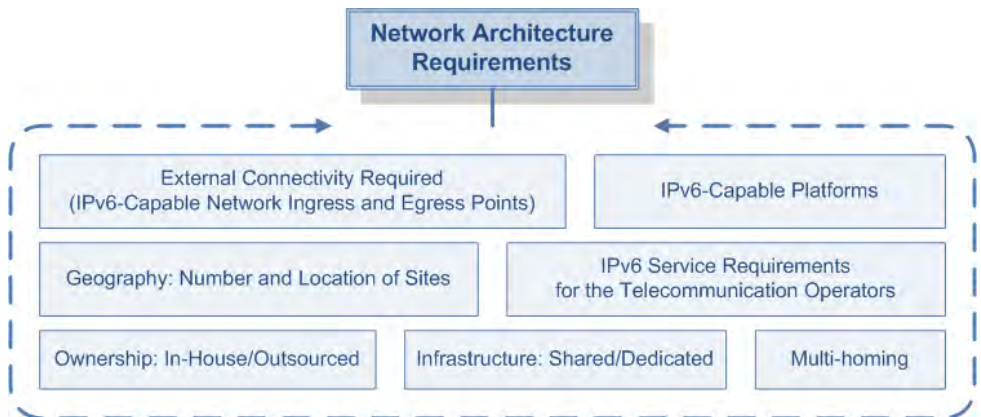 Network Architecture
Requirements
External Connectivity Required
(IPv6-Capable Network Ingress and Egress Points)
IPv6-Capable Platforms
Geography: Number and Location of Sites
IPv6 Service Requirements
for the Telecommunication Operators
Ownership: In-House/Outsourced
Infrastructure: Shared/Dedicated
Multi-homing